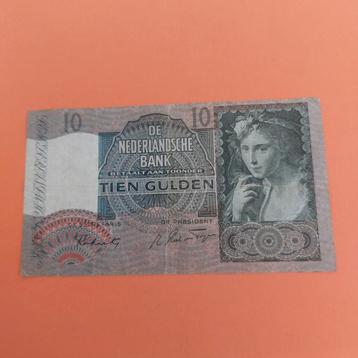 10 10
DE
NEDERLANDSCHE
BANK
BETAALT AAN TOONDER
TIEN GULDEN
DE PRESIDENT